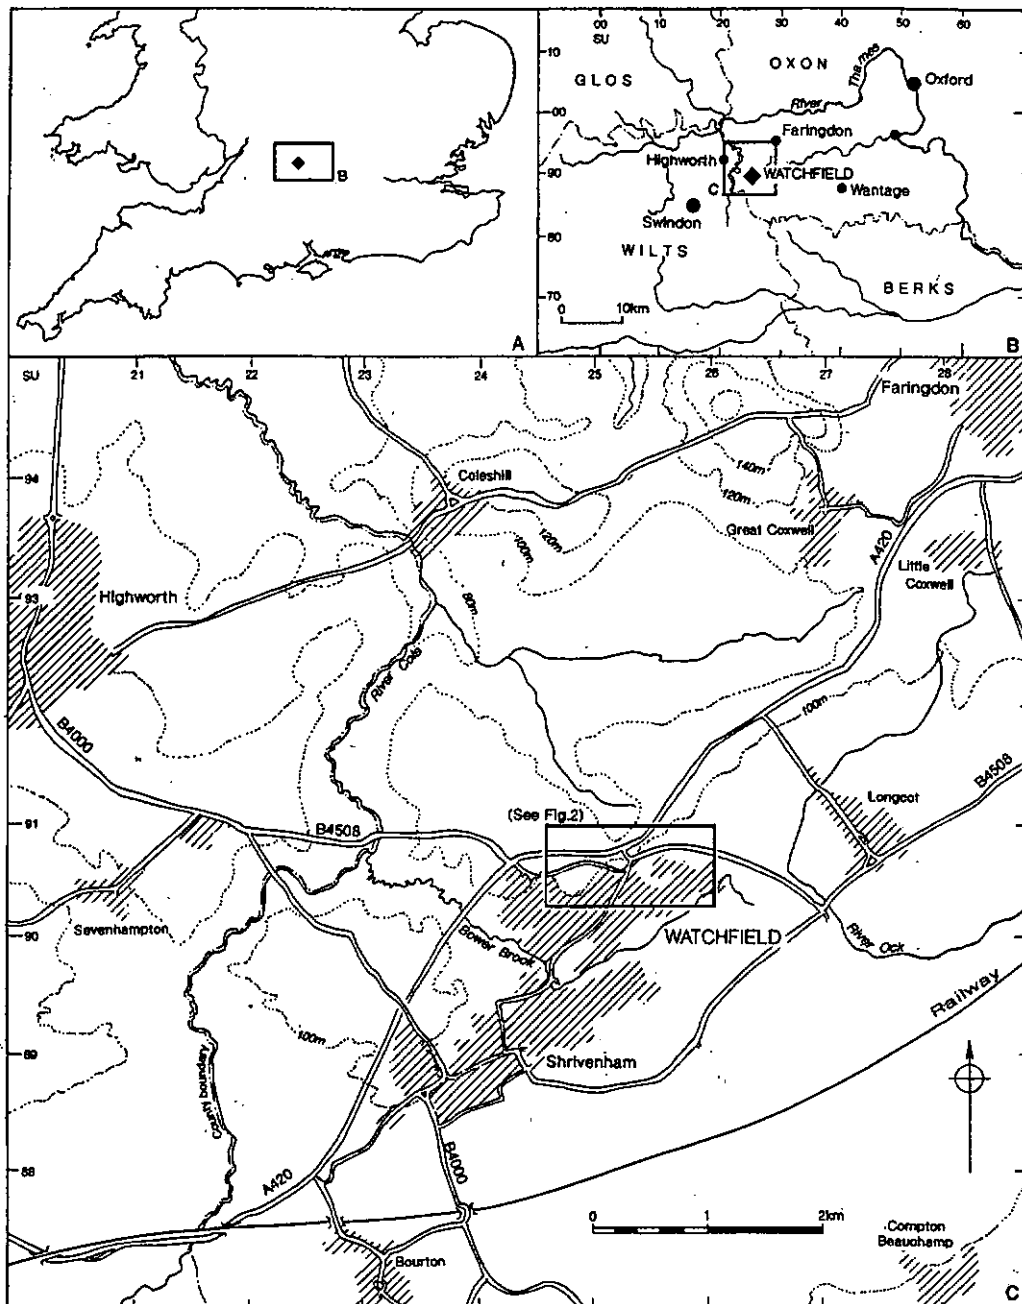 B
A
00 10 20 30 40 50 60
SU
10
00
90
80
70
GLOS
OXON
River Thames
Oxford
Faringdon
Highworth
WATCHFIELD
C
Wantage
Swindon
WILTS
BERKS
0 10km
B
SU 21 22 23 24 25 26 27 28
Faringdon
94
Coleshill
140m
120m
Great Coxwell
120m
100m
A420
Little
Coxwell
93
Highworth
80m
River Cole
100m
B4000
B4508
Longcot
(See Fig.2)
91
B4508
Sevenhampton
90
Bower Brook
WATCHFIELD
River Ock
Railway
100m
89
Shrivenham
County boundary
88
A420
B4000
0 1 2km
Compton
Beauchamp
Bourton
C